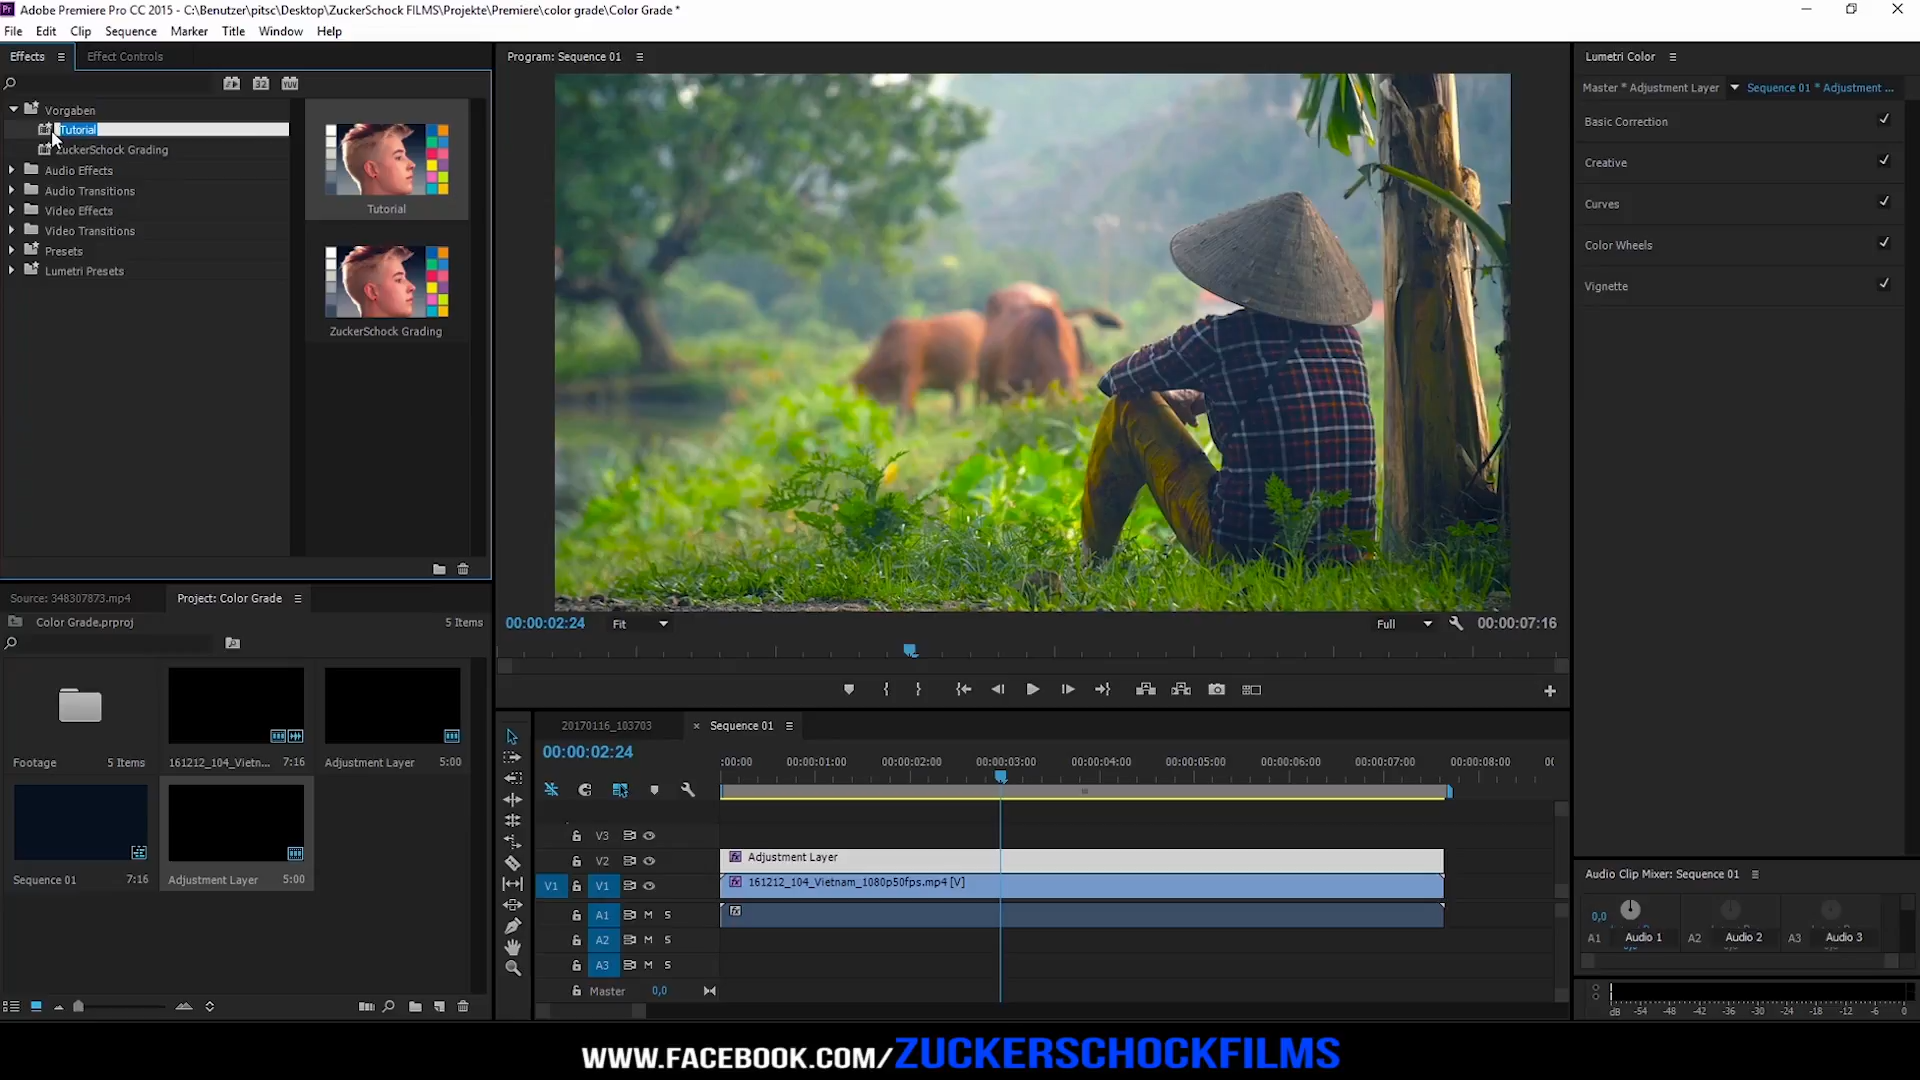 Adobe Premiere Pro CC 2015 - C:\Benutzer\pitsc\Desktop\ZuckerSchock FILMS\Projekte\Premiere\color grade\Color Grade *
File Edit Clip Sequence Marker Title Window Help
Effects Effect Controls
32 YUV
Vorgaben
Tutorial
ZuckerSchock Grading
Audio Effects
Audio Transitions
Video Effects
Video Transitions
Presets
Lumetri Presets
Tutorial
ZuckerSchock Grading
Program: Sequence 01
00:00:02:24 Fit Full 00:00:07:16
Lumetri Color
Master * Adjustment Layer Sequence 01 * Adjustment ...
Basic Correction
Creative
Curves
Color Wheels
Vignette
Source: 348307873.mp4 Project: Color Grade
Color Grade.prproj 5 Items
Footage 5 Items
161212_104_Vietn... 7:16
Adjustment Layer 5:00
Sequence 01 7:16
Adjustment Layer 5:00
20170116_103703 × Sequence 01
00:00:02:24
:00:00 00:00:01:00 00:00:02:00 00:00:03:00 00:00:04:00 00:00:05:00 00:00:06:00 00:00:07:00 00:00:08:00 00:
V3
V2 fx Adjustment Layer
V1 V1 fx 161212_104_Vietnam_1080p50fps.mp4 [V]
A1 M S fx
A2 M S
A3 M S
Master 0,0
Audio Clip Mixer: Sequence 01
0,0
A1 Audio 1 A2 Audio 2 A3 Audio 3
dB -54 -48 -42 -36 -30 -24 -18 -12 -6 0
WWW.FACEBOOK.COM/ZUCKERSCHOCKFILMS